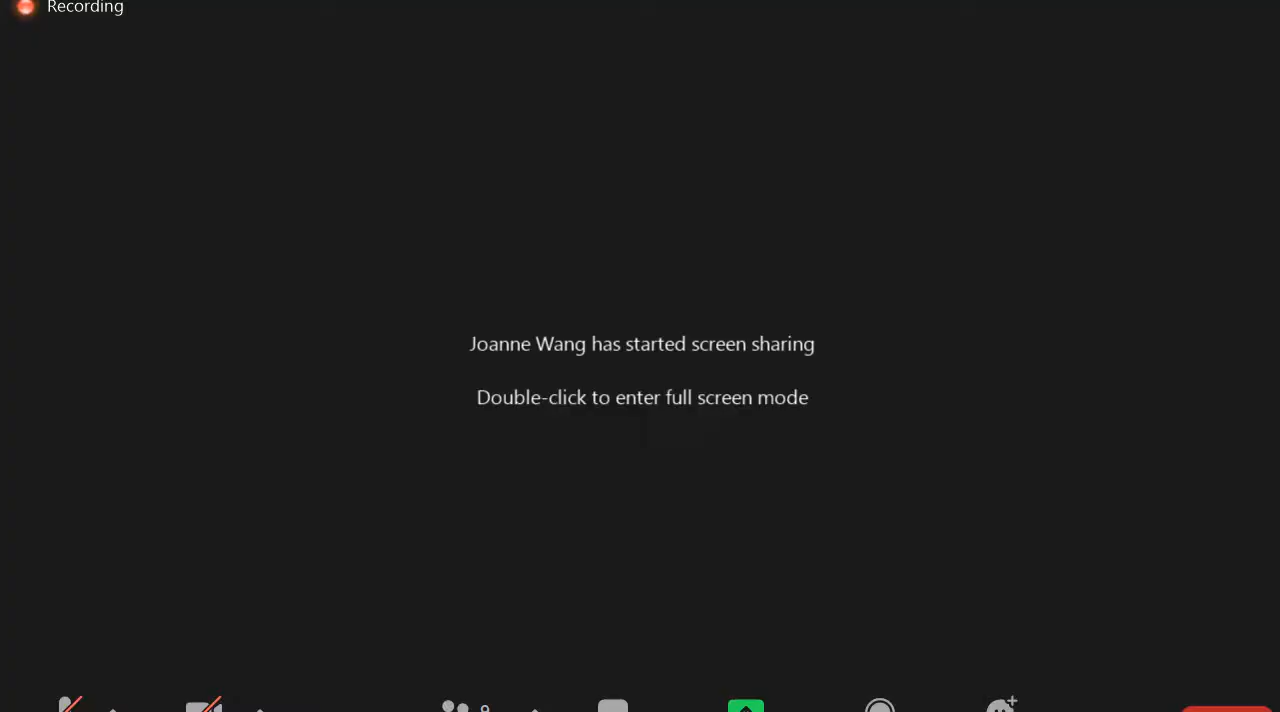 Recording
Joanne Wang has started screen sharing
Double-click to enter full screen mode